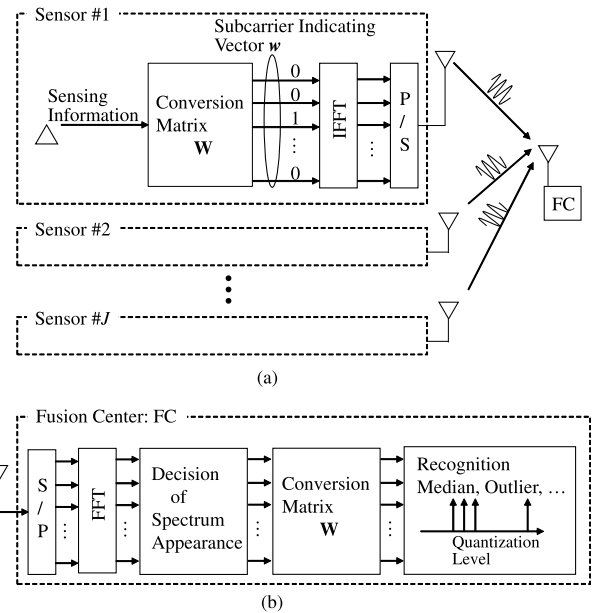 Sensor #1
Subcarrier Indicating
Vector w
Sensing
Information
Conversion
Matrix
W
0
0
1
⋮
0
IFFT
⋮
P
/
S
FC
Sensor #2
⋮
Sensor #J
(a)
Fusion Center: FC
S
/
P
⋮
FFT
⋮
Decision
of
Spectrum
Appearance
⋮
Conversion
Matrix
W
⋮
Recognition
Median, Outlier, …
Quantization
Level
(b)